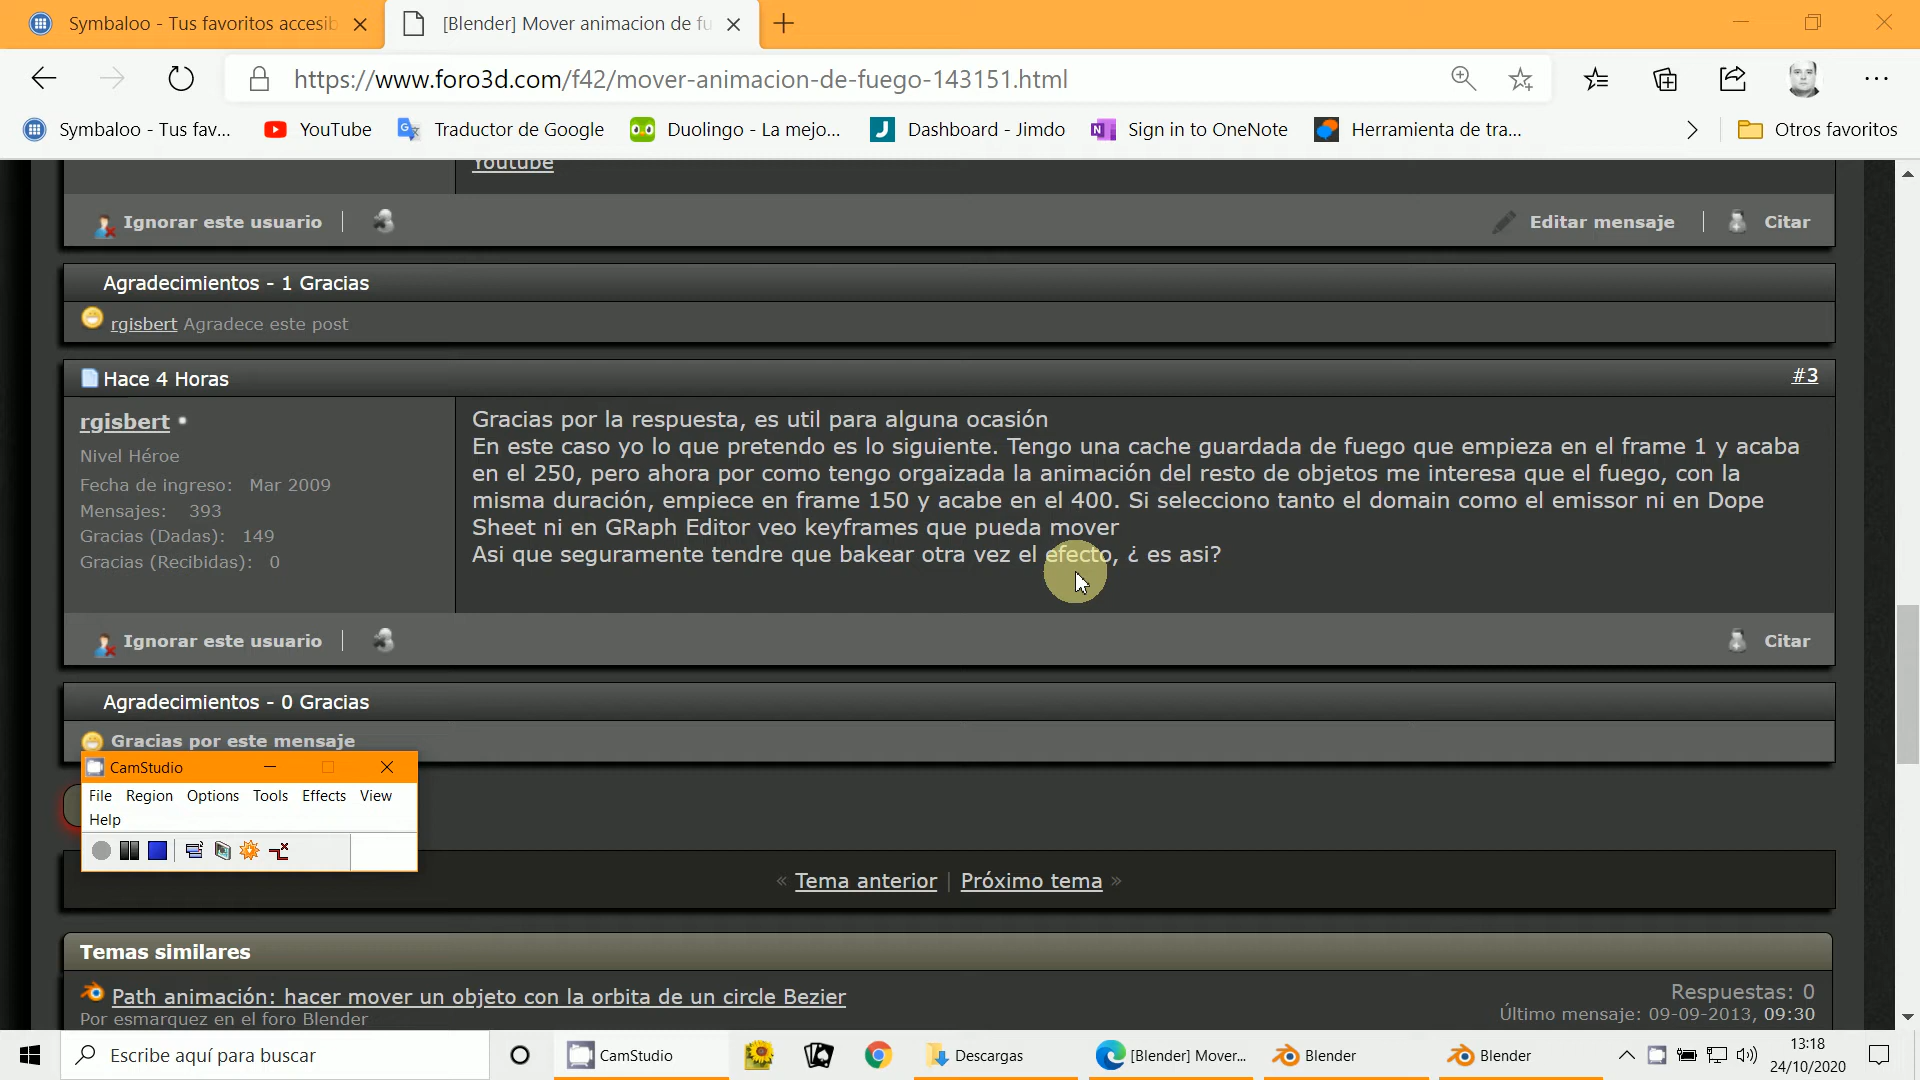 Symbaloo - Tus favoritos accesib
[Blender] Mover animacion de fu
https://www.foro3d.com/f42/mover-animacion-de-fuego-143151.html
Symbaloo - Tus fav...
YouTube
Traductor de Google
Duolingo - La mejo...
Dashboard - Jimdo
Sign in to OneNote
Herramienta de tra...
Otros favoritos
Youtube
Ignorar este usuario
Editar mensaje
Citar
Agradecimientos - 1 Gracias
rgisbert Agradece este post
Hace 4 Horas
#3
rgisbert
Nivel Héroe
Fecha de ingreso: Mar 2009
Mensajes: 393
Gracias (Dadas): 149
Gracias (Recibidas): 0
Gracias por la respuesta, es util para alguna ocasión
En este caso yo lo que pretendo es lo siguiente. Tengo una cache guardada de fuego que empieza en el frame 1 y acaba
en el 250, pero ahora por como tengo orgaizada la animación del resto de objetos me interesa que el fuego, con la
misma duración, empiece en frame 150 y acabe en el 400. Si selecciono tanto el domain como el emissor ni en Dope
Sheet ni en GRaph Editor veo keyframes que pueda mover
Asi que seguramente tendre que bakear otra vez el efecto, ¿ es asi?
Ignorar este usuario
Citar
Agradecimientos - 0 Gracias
Gracias por este mensaje
CamStudio
File Region Options Tools Effects View
Help
« Tema anterior | Próximo tema »
Temas similares
Path animación: hacer mover un objeto con la orbita de un circle Bezier
Por esmarquez en el foro Blender
Respuestas: 0
Último mensaje: 09-09-2013, 09:30
Escribe aquí para buscar
CamStudio
Descargas
[Blender] Mover...
Blender
Blender
13:18
24/10/2020